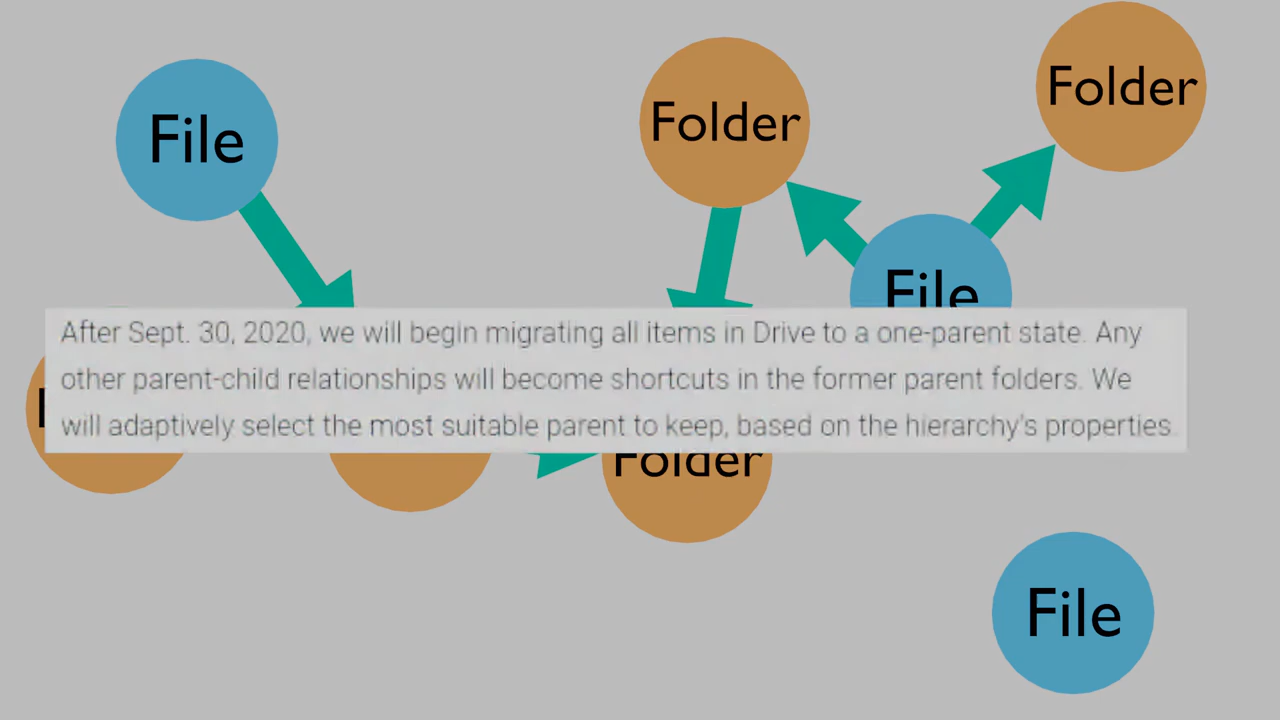 Folder
Folder
File
File
After Sept. 30, 2020, we will begin migrating all items in Drive to a one-parent state. Any
other parent-child relationships will become shortcuts in the former parent folders. We
will adaptively select the most suitable parent to keep, based on the hierarchy's properties.
Folder
File